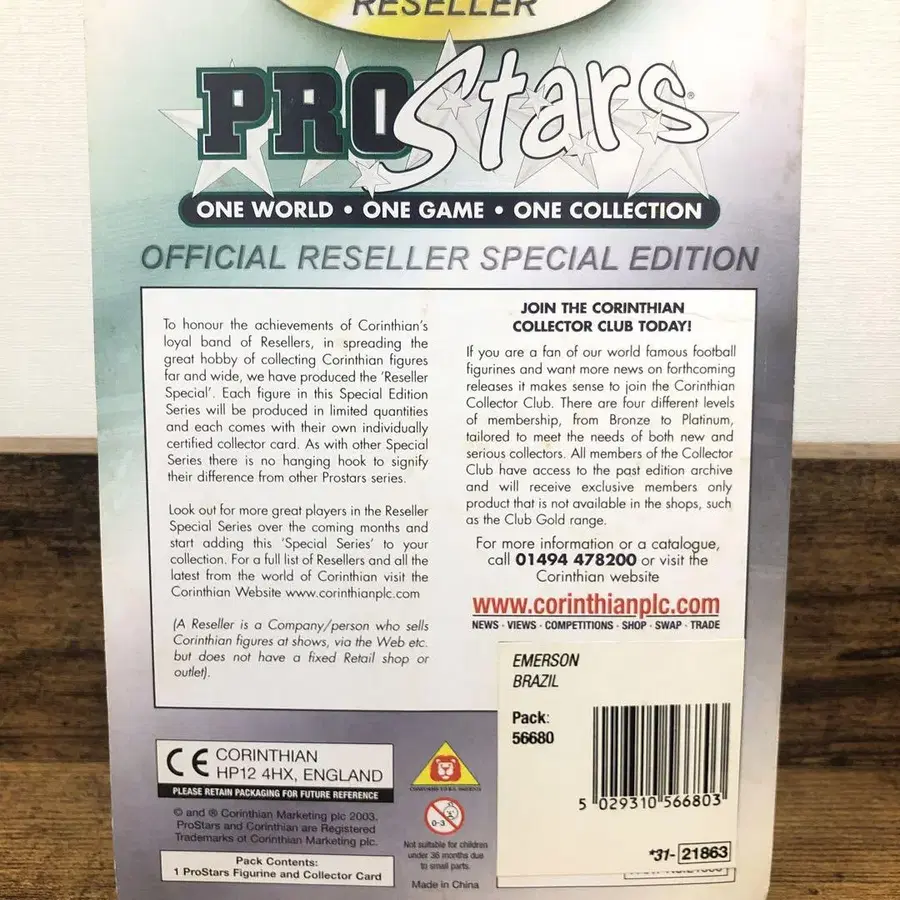 RESELLER
PROStars®
ONE WORLD • ONE GAME • ONE COLLECTION
OFFICIAL RESELLER SPECIAL EDITION
To honour the achievements of Corinthian's
loyal band of Resellers, in spreading the
great hobby of collecting Corinthian figures
far and wide, we have produced the 'Reseller
Special'. Each figure in this Special Edition
Series will be produced in limited quantities
and each comes with their own individually
certified collector card. As with other Special
Series there is no hanging hook to signify
their difference from other Prostars series.
Look out for more great players in the Reseller
Special Series over the coming months and
start adding this 'Special Series' to your
collection. For a full list of Resellers and all the
latest from the world of Corinthian visit the
Corinthian Website www.corinthianplc.com
(A Reseller is a Company/person who sells
Corinthian figures at shows, via the Web etc.
but does not have a fixed Retail shop or
outlet).
JOIN THE CORINTHIAN
COLLECTOR CLUB TODAY!
If you are a fan of our world famous football
figurines and want more news on forthcoming
releases it makes sense to join the Corinthian
Collector Club. There are four different levels
of membership, from Bronze to Platinum,
tailored to meet the needs of both new and
serious collectors. All members of the Collector
Club have access to the past edition archive
and will receive exclusive members only
product that is not available in the shops, such
as the Club Gold range.
For more information or a catalogue,
call 01494 478200 or visit the
Corinthian website
www.corinthianplc.com
NEWS · VIEWS · COMPETITIONS · SHOP · SWAP · TRADE
EMERSON
BRAZIL
Pack:
56680
5 029310 566803
*31- 21863
CE CORINTHIAN
HP12 4HX, ENGLAND
PLEASE RETAIN PACKAGING FOR FUTURE REFERENCE
© and ® Corinthian Marketing plc 2003.
ProStars and Corinthian are Registered
Trademarks of Corinthian Marketing plc.
Pack Contents:
1 ProStars Figurine and Collector Card
0-3
Not suitable for children
under 36 months due
to small parts.
Made in China